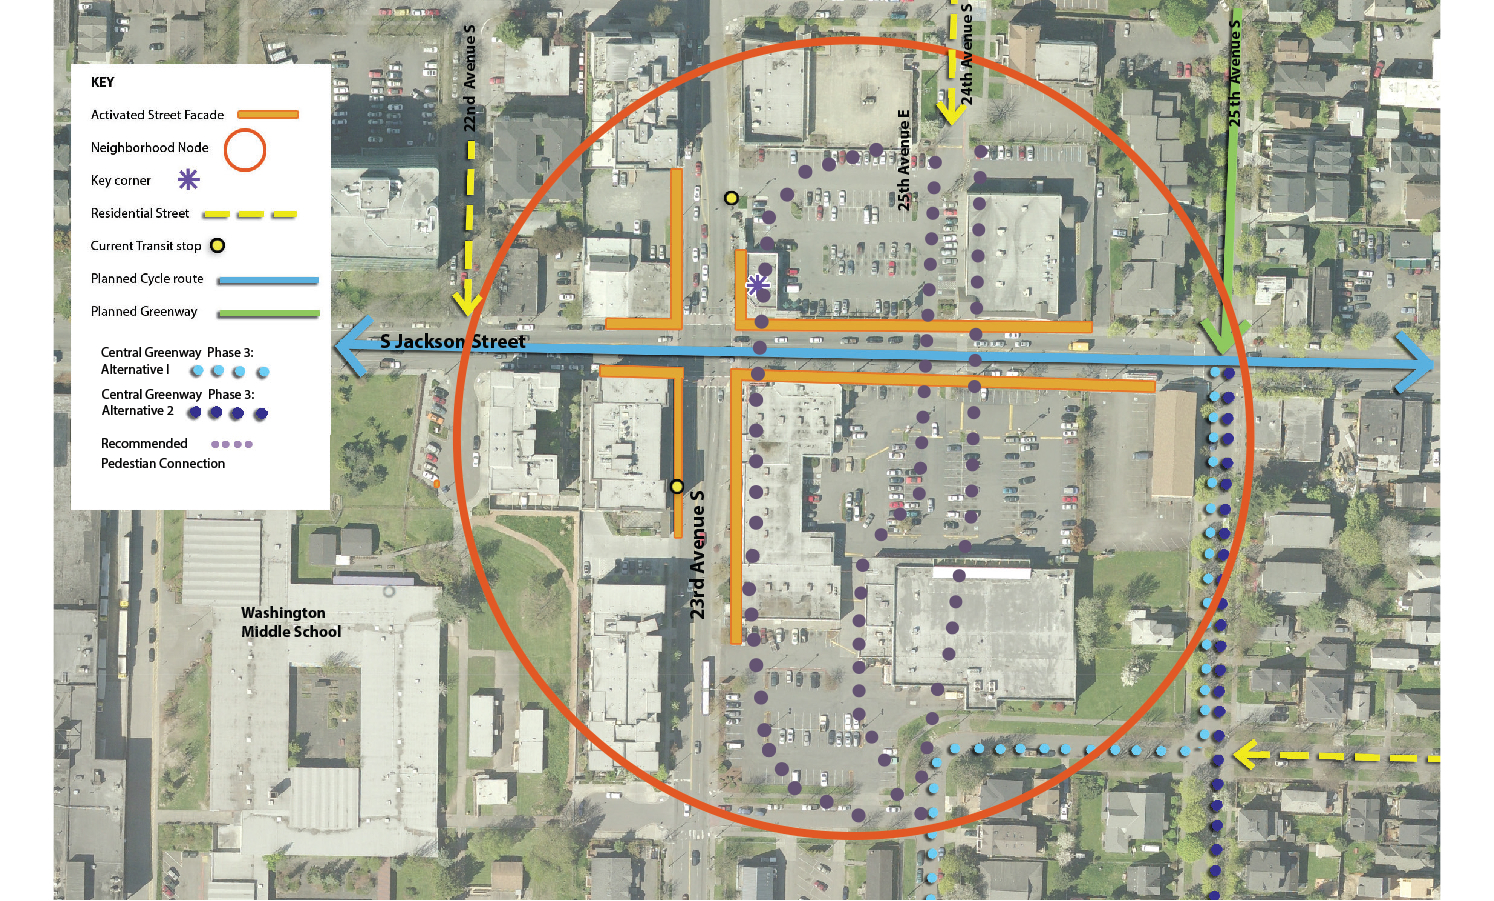 KEY
Activated Street Facade
Neighborhood Node
Key corner
Residential Street
Current Transit stop
Planned Cycle route
Planned Greenway
Central Greenway Phase 3:
Alternative I
Central Greenway Phase 3:
Alternative 2
Recommended
Pedestian Connection
22nd Avenue S
24th Avenue S
25th Avenue S
25th Avenue E
S Jackson Street
23rd Avenue S
Washington
Middle School